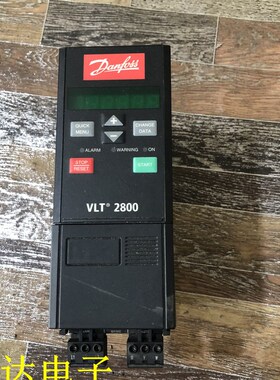 Danfoss
QUICK MENU
CHANGE DATA
ALARM WARNING ON
STOP RESET
START
VLT® 2800
达电子